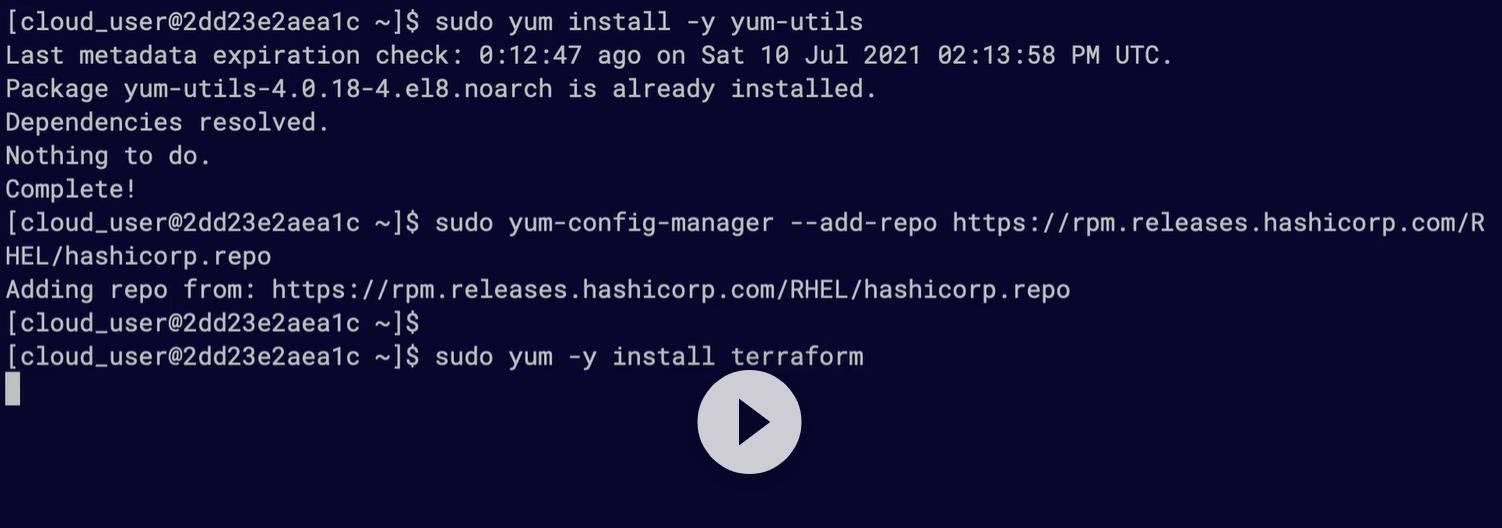 [cloud_user@2dd23e2aea1c ~]$ sudo yum install -y yum-utils
Last metadata expiration check: 0:12:47 ago on Sat 10 Jul 2021 02:13:58 PM UTC.
Package yum-utils-4.0.18-4.el8.noarch is already installed.
Dependencies resolved.
Nothing to do.
Complete!
[cloud_user@2dd23e2aea1c ~]$ sudo yum-config-manager --add-repo https://rpm.releases.hashicorp.com/R
HEL/hashicorp.repo
Adding repo from: https://rpm.releases.hashicorp.com/RHEL/hashicorp.repo
[cloud_user@2dd23e2aea1c ~]$
[cloud_user@2dd23e2aea1c ~]$ sudo yum -y install terraform